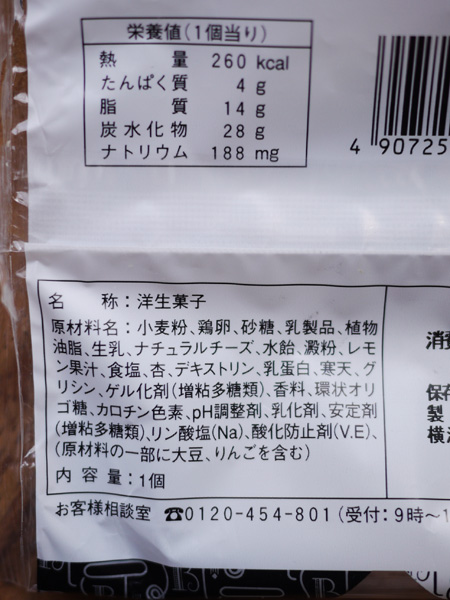 栄養値(1個当り)
熱量 260 kcal
たんぱく質 4 g
脂質 14 g
炭水化物 28 g
ナトリウム 188 mg
4 90725
名称:洋生菓子
原材料名:小麦粉、鶏卵、砂糖、乳製品、植物
油脂、生乳、ナチュラルチーズ、水飴、澱粉、レモ
ン果汁、食塩、杏、デキストリン、乳蛋白、寒天、グ
リシン、ゲル化剤(増粘多糖類)、香料、環状オリ
ゴ糖、カロチン色素、pH調整剤、乳化剤、安定剤
(増粘多糖類)、リン酸塩(Na)、酸化防止剤(V.E)、
(原材料の一部に大豆、りんごを含む)
内容量:1個
消費
保存
製
横浜
お客様相談室 ☎0120-454-801(受付:9時~1